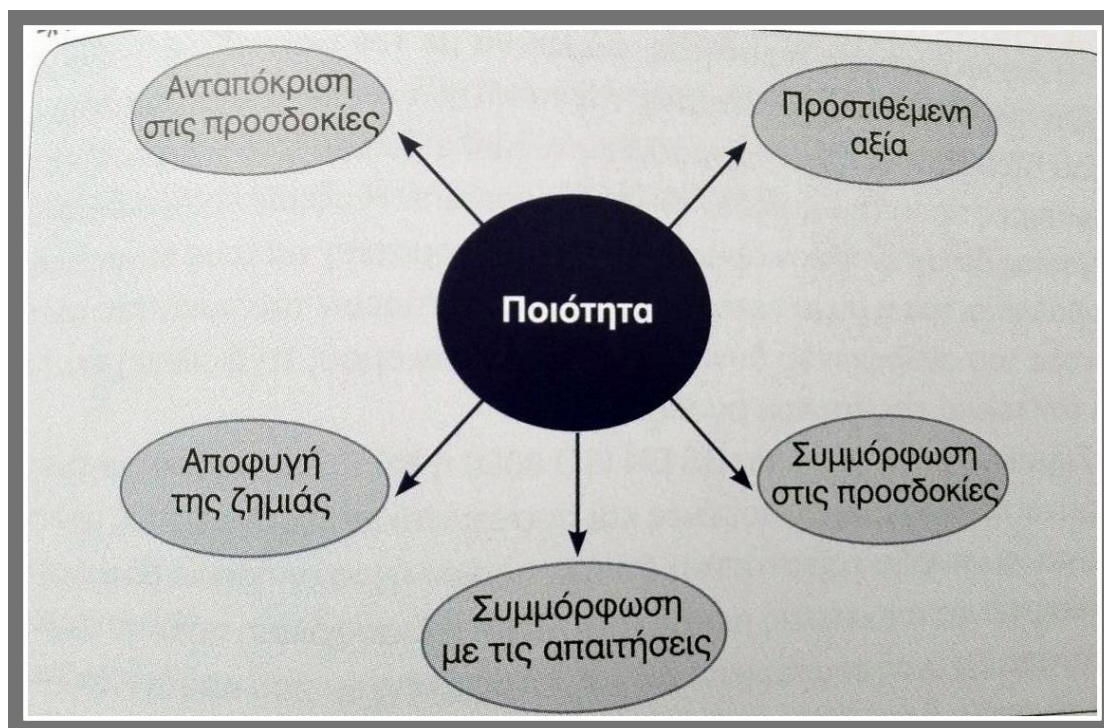 Ανταπόκριση
στις προσδοκίες
Προστιθέμενη
αξία
Ποιότητα
Αποφυγή
της ζημιάς
Συμμόρφωση
στις προσδοκίες
Συμμόρφωση
με τις απαιτήσεις